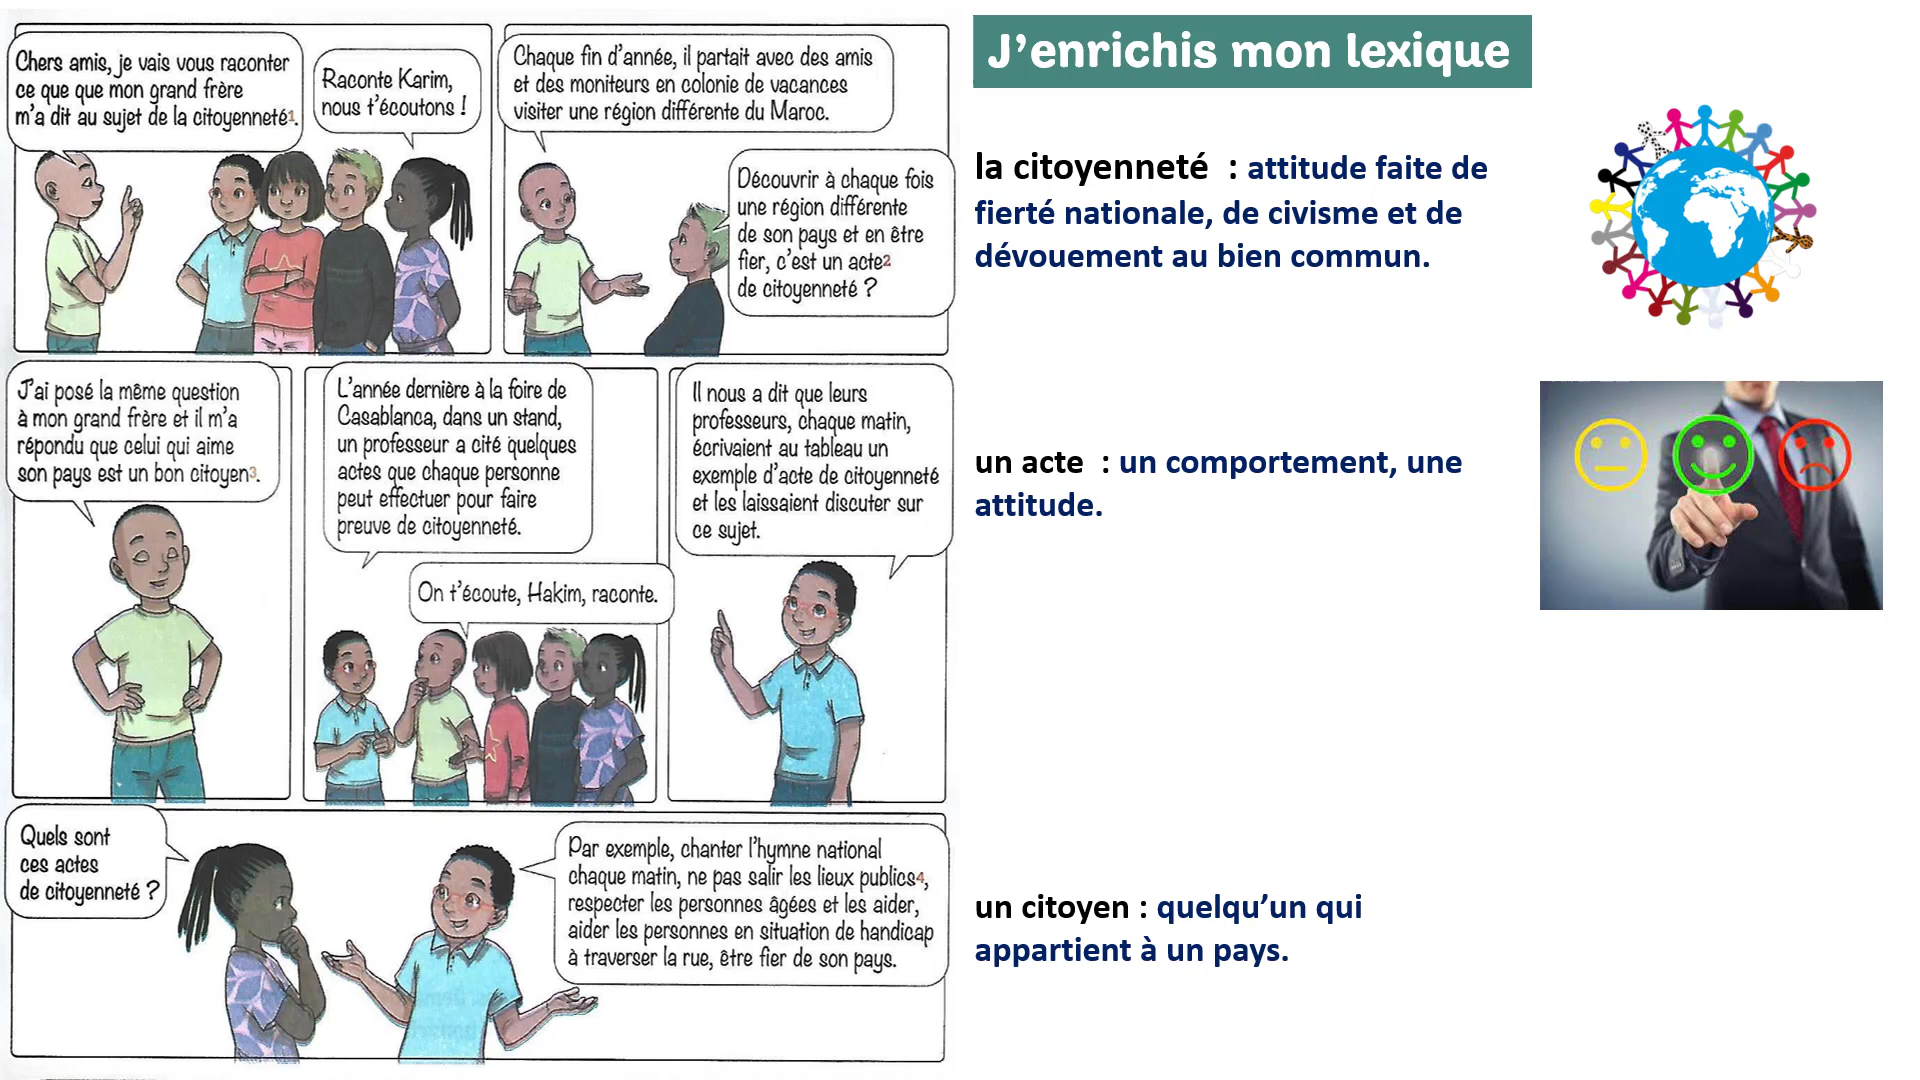 Chers amis, je vais vous raconter
ce que que mon grand frère
m'a dit au sujet de la citoyenneté1.
Raconte Karim,
nous t'écoutons !
Chaque fin d'année, il partait avec des amis
et des moniteurs en colonie de vacances
visiter une région différente du Maroc.
Découvrir à chaque fois
une région différente
de son pays et en être
fier, c'est un acte2
de citoyenneté ?
J'ai posé la même question
à mon grand frère et il m'a
répondu que celui qui aime
son pays est un bon citoyen3.
L'année dernière à la foire de
Casablanca, dans un stand,
un professeur a cité quelques
actes que chaque personne
peut effectuer pour faire
preuve de citoyenneté.
On t'écoute, Hakim, raconte.
Il nous a dit que leurs
professeurs, chaque matin,
écrivaient au tableau un
exemple d'acte de citoyenneté
et les laissaient discuter sur
ce sujet.
Quels sont
ces actes
de citoyenneté ?
Par exemple, chanter l'hymne national
chaque matin, ne pas salir les lieux publics4,
respecter les personnes âgées et les aider,
aider les personnes en situation de handicap
à traverser la rue, être fier de son pays.
J'enrichis mon lexique
la citoyenneté : attitude faite de
fierté nationale, de civisme et de
dévouement au bien commun.
un acte : un comportement, une
attitude.
un citoyen : quelqu'un qui
appartient à un pays.